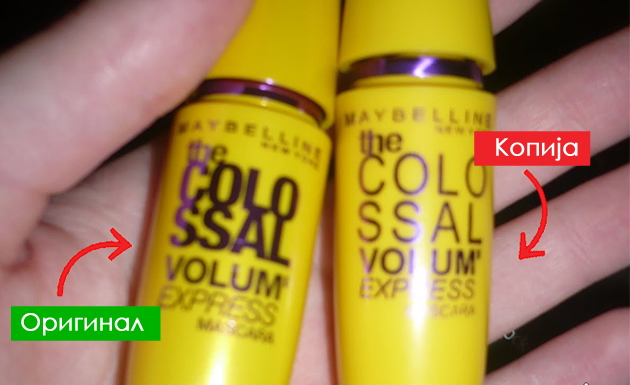 MAYBELLINE
NEW YORK
the
COLO
SSAL
VOLUM'
EXPRESS
MASCARA
Оригинал
MAYBELLINE
NEW YORK
the
COLO
SSAL
VOLUM'
EXPRESS
MASCARA
Копија